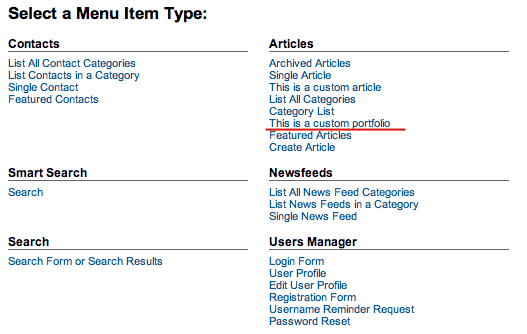 Select a Menu Item Type:
Contacts
List All Contact Categories
List Contacts in a Category
Single Contact
Featured Contacts
Articles
Archived Articles
Single Article
This is a custom article
List All Categories
Category List
This is a custom portfolio
Featured Articles
Create Article
Smart Search
Search
Newsfeeds
List All News Feed Categories
List News Feeds in a Category
Single News Feed
Search
Search Form or Search Results
Users Manager
Login Form
User Profile
Edit User Profile
Registration Form
Username Reminder Request
Password Reset